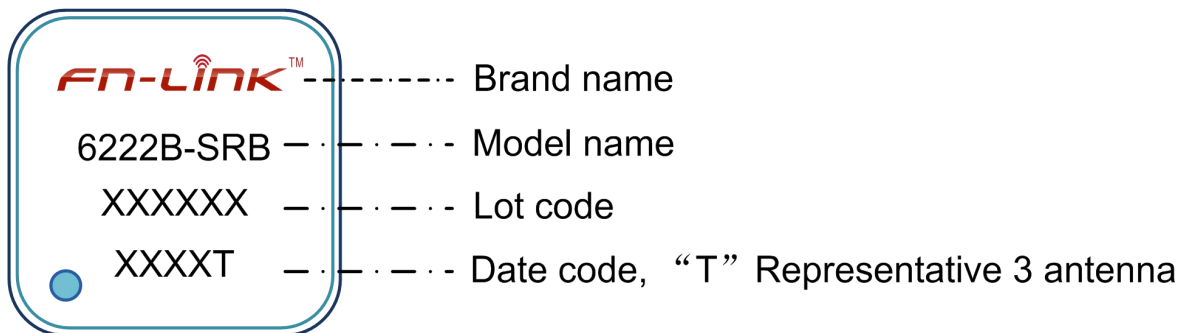 FN-LINK™ Brand name
6222B-SRB Model name
XXXXXX Lot code
XXXXT Date code, “T” Representative 3 antenna